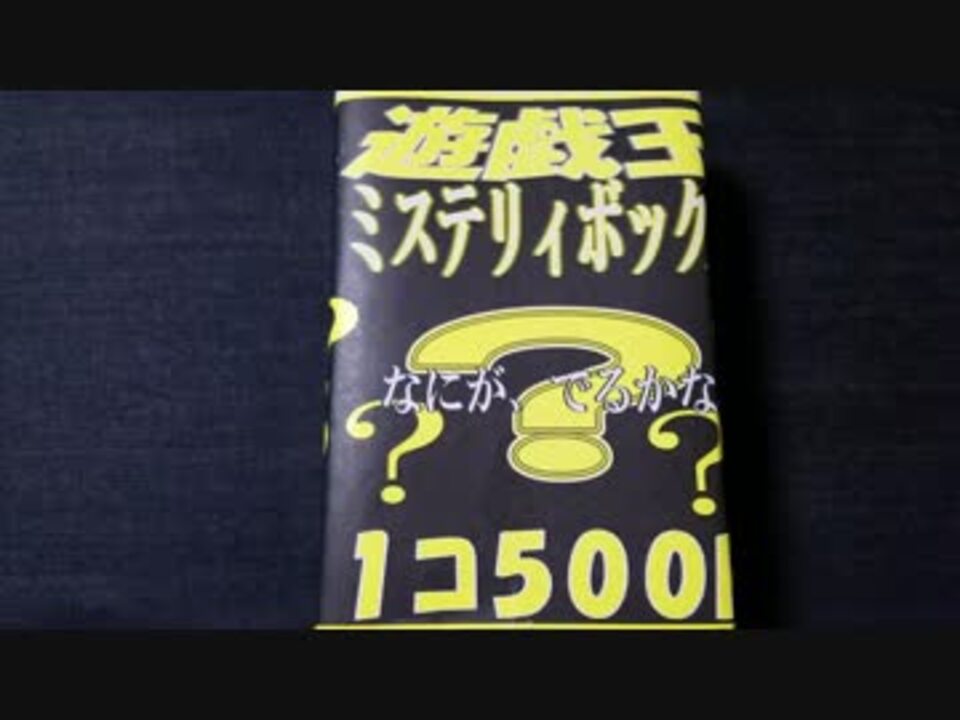 遊戯王
ミステリィボック
?
なにが、でるかな
? ?
1コ500